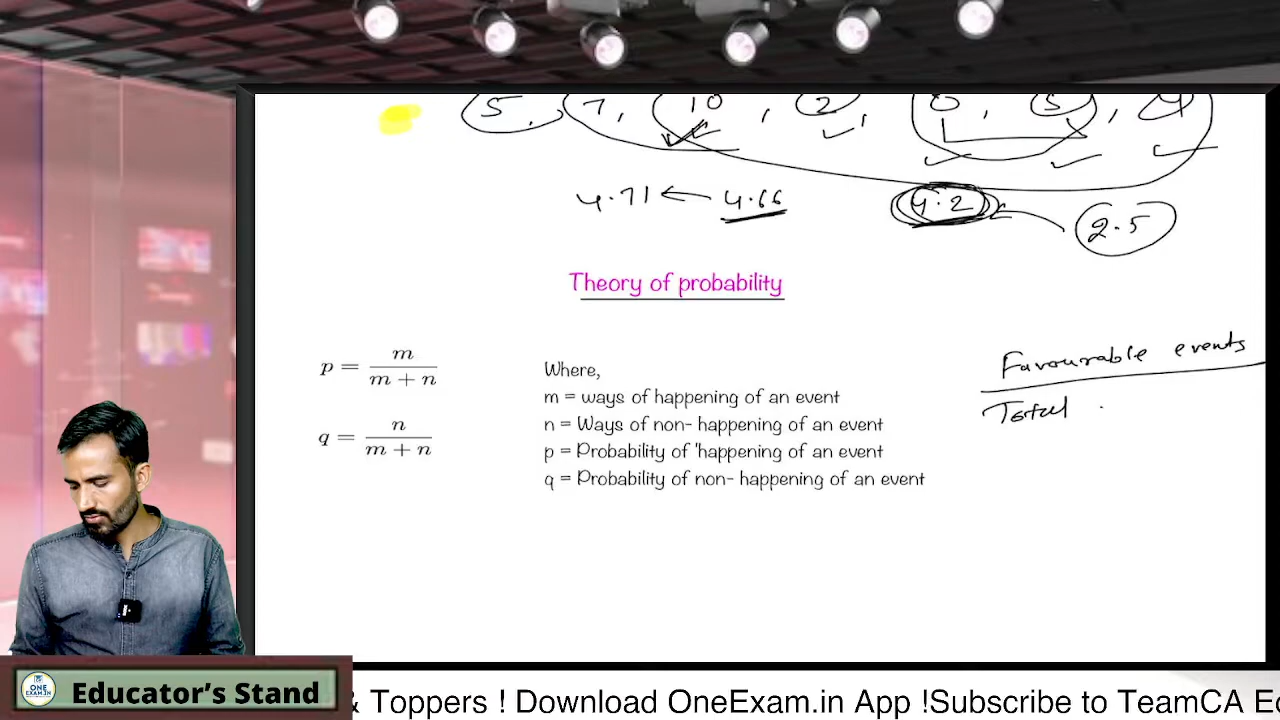 5, 7, 10, 2, 0, 5, 4
4.71 ← 4.66 4.2 2.5
Theory of probability
p = m / (m + n)
q = n / (m + n)
Where,
m = ways of happening of an event
n = Ways of non- happening of an event
p = Probability of 'happening of an event
q = Probability of non- happening of an event
Favourable events
Total
ONE
EXAM.IN
Educator's Stand
& Toppers ! Download OneExam.in App !Subscribe to TeamCA